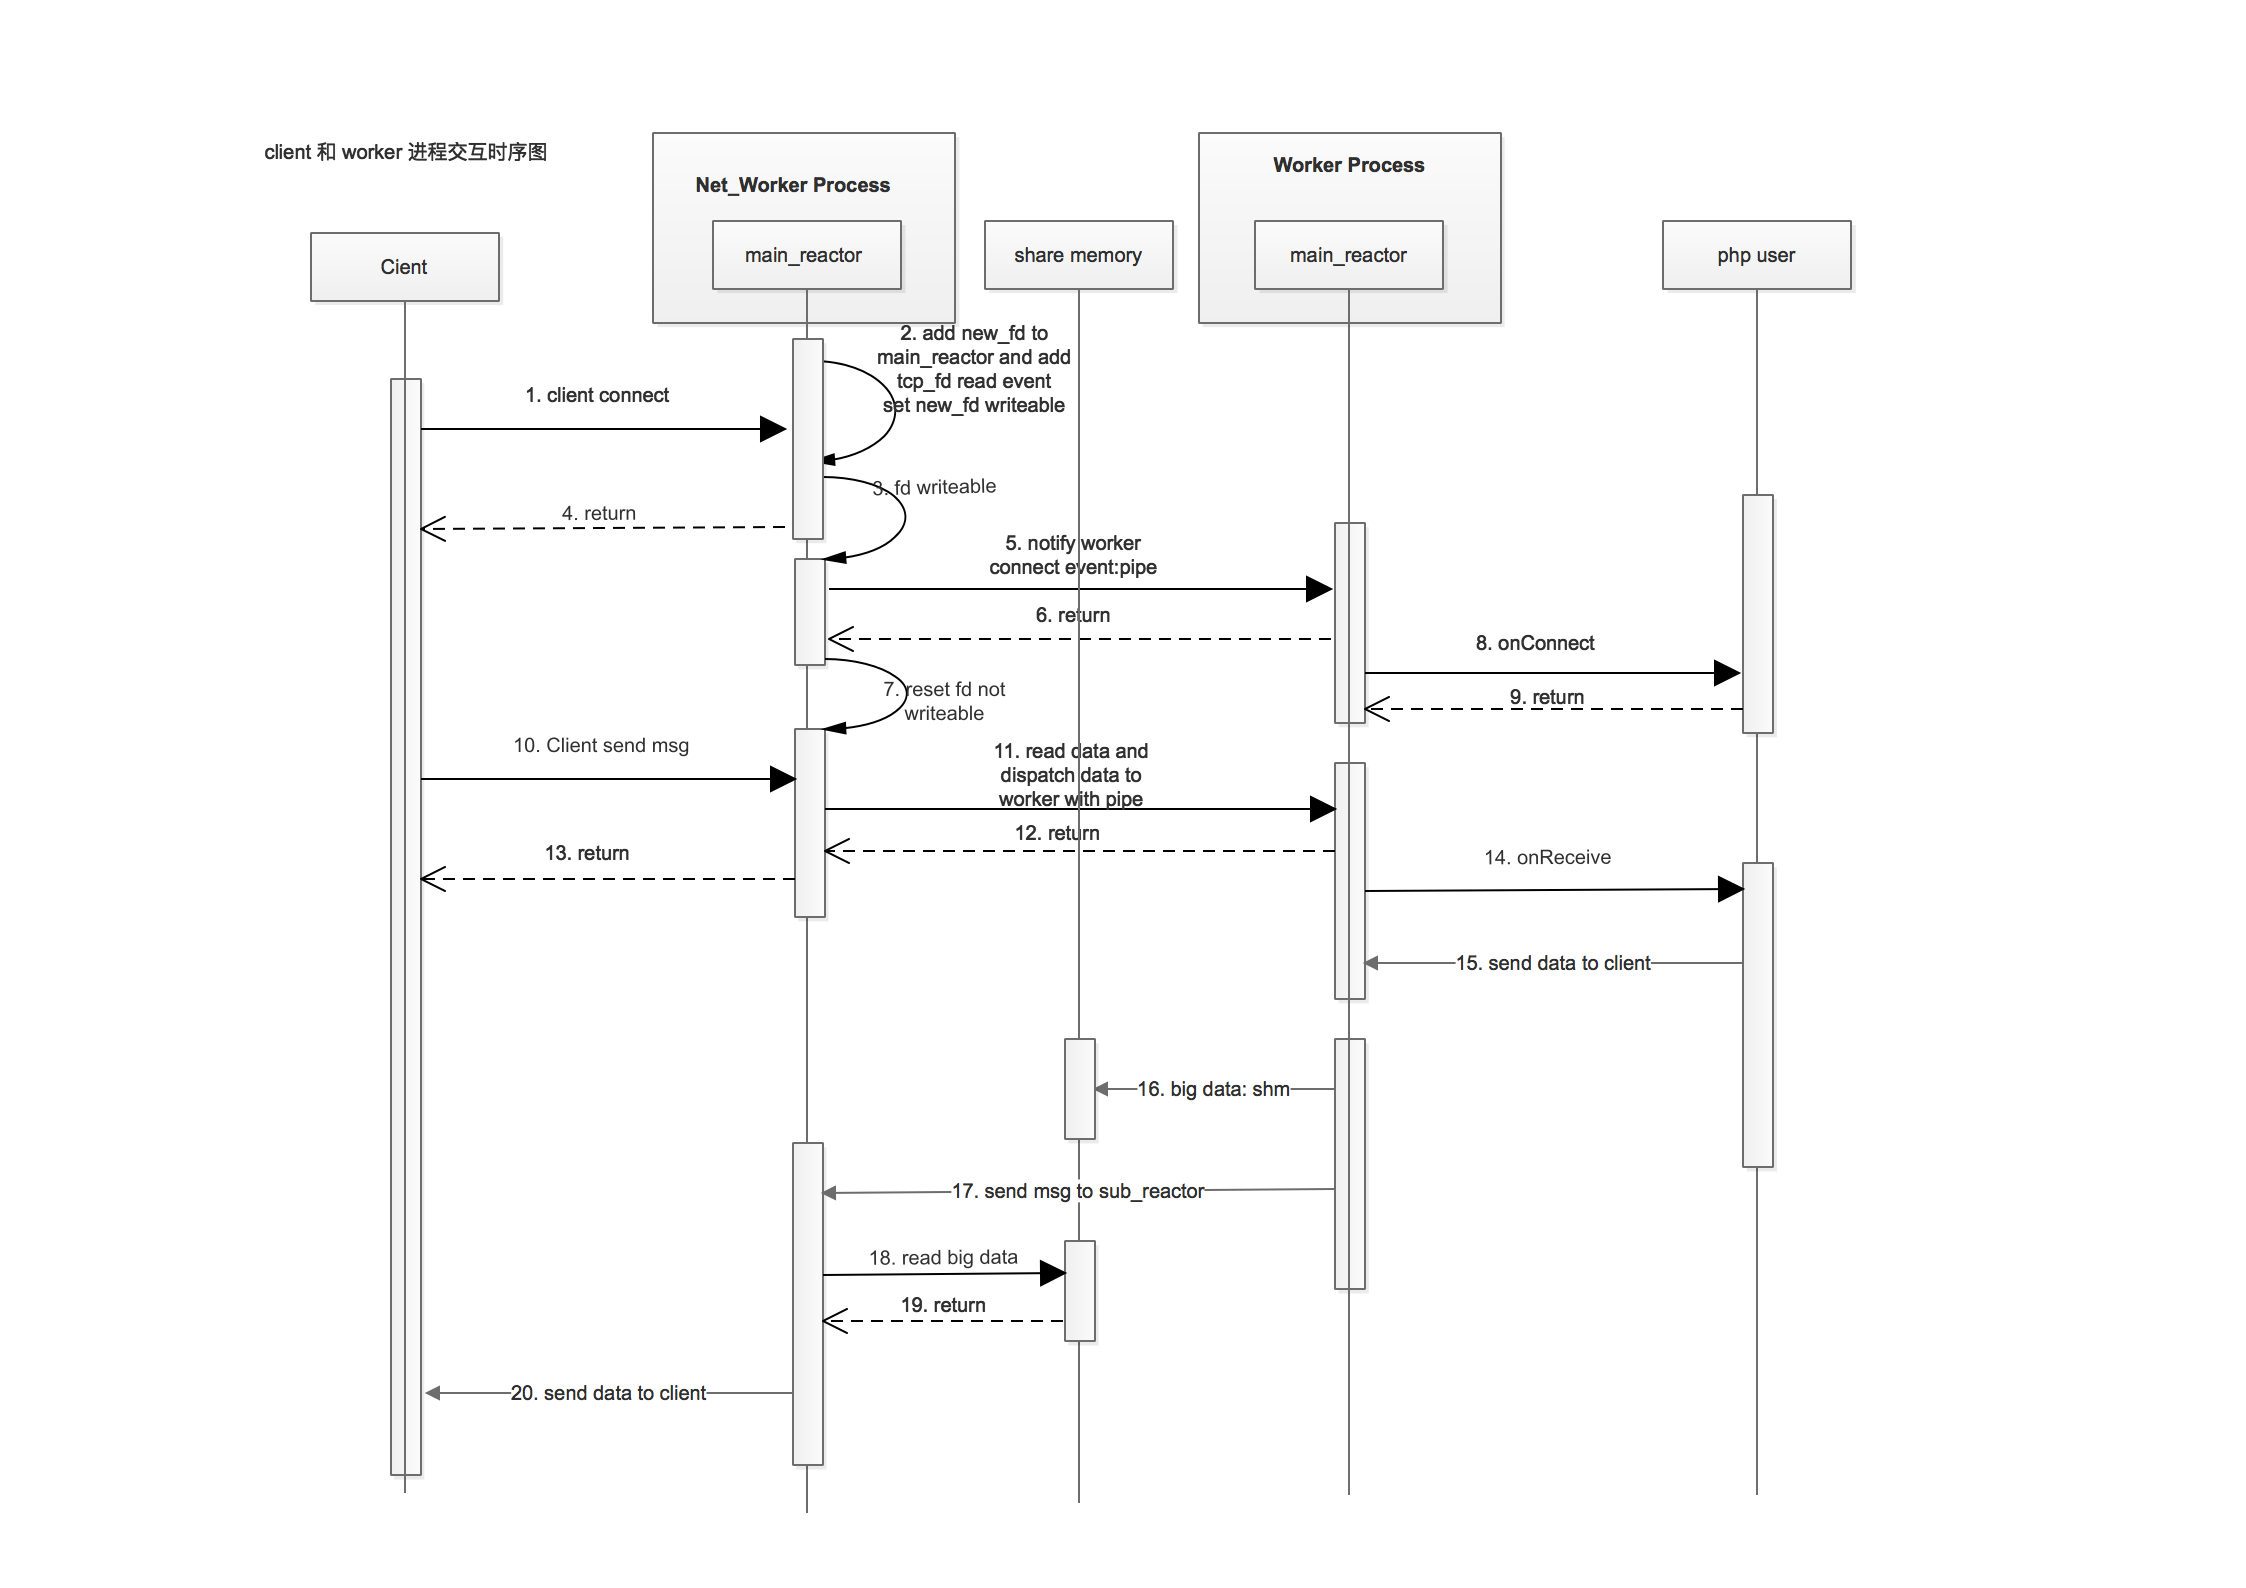 client 和 worker 进程交互时序图
Net_Worker Process
Worker Process
Cient
main_reactor
share memory
main_reactor
php user
2. add new_fd to
main_reactor and add
tcp_fd read event
set new_fd writeable
1. client connect
3. fd writeable
4. return
5. notify worker
connect event:pipe
6. return
8. onConnect
7. reset fd not
writeable
9. return
10. Client send msg
11. read data and
dispatch data to
worker with pipe
12. return
13. return
14. onReceive
15. send data to client
16. big data: shm
17. send msg to sub_reactor
18. read big data
19. return
20. send data to client